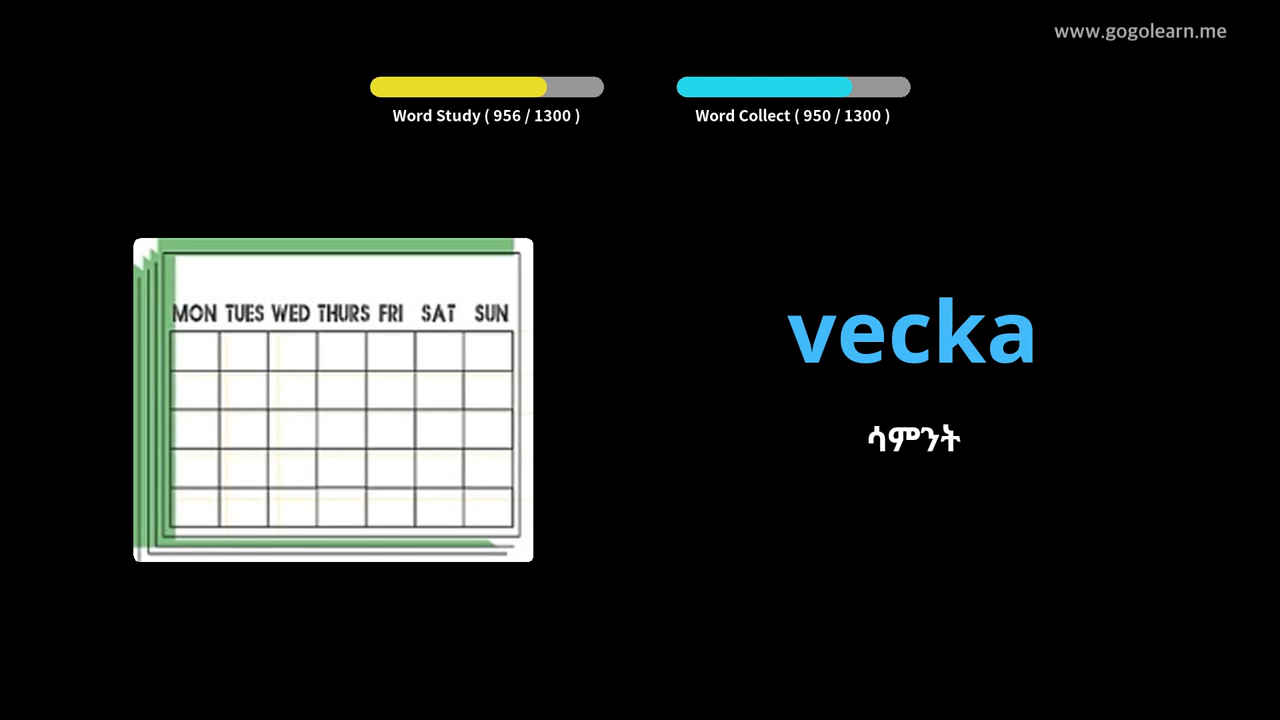 www.gogolearn.me
Word Study ( 956 / 1300 )
Word Collect ( 950 / 1300 )
MON TUES WED THURS FRI SAT SUN
vecka
ሳምንት